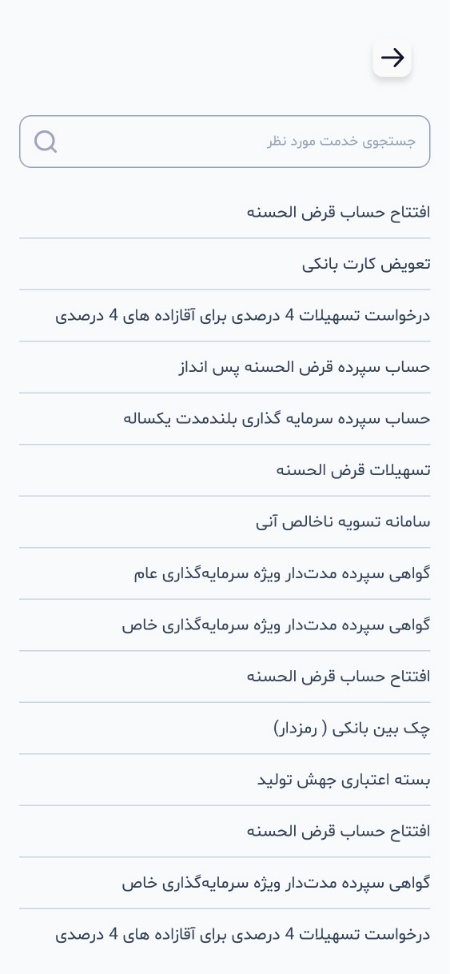 جستجوی خدمت مورد نظر
افتتاح حساب قرض الحسنه
تعویض کارت بانکی
درخواست تسهیلات 4 درصدی برای آقازاده های 4 درصدی
حساب سپرده قرض الحسنه پس انداز
حساب سپرده سرمایه گذاری بلندمدت یکساله
تسهیلات قرض الحسنه
سامانه تسویه ناخالص آنی
گواهی سپرده مدت‌دار ویژه سرمایه‌گذاری عام
گواهی سپرده مدت‌دار ویژه سرمایه‌گذاری خاص
افتتاح حساب قرض الحسنه
چک بین بانکی ( رمزدار)
بسته اعتباری جهش تولید
افتتاح حساب قرض الحسنه
گواهی سپرده مدت‌دار ویژه سرمایه‌گذاری خاص
درخواست تسهیلات 4 درصدی برای آقازاده های 4 درصدی